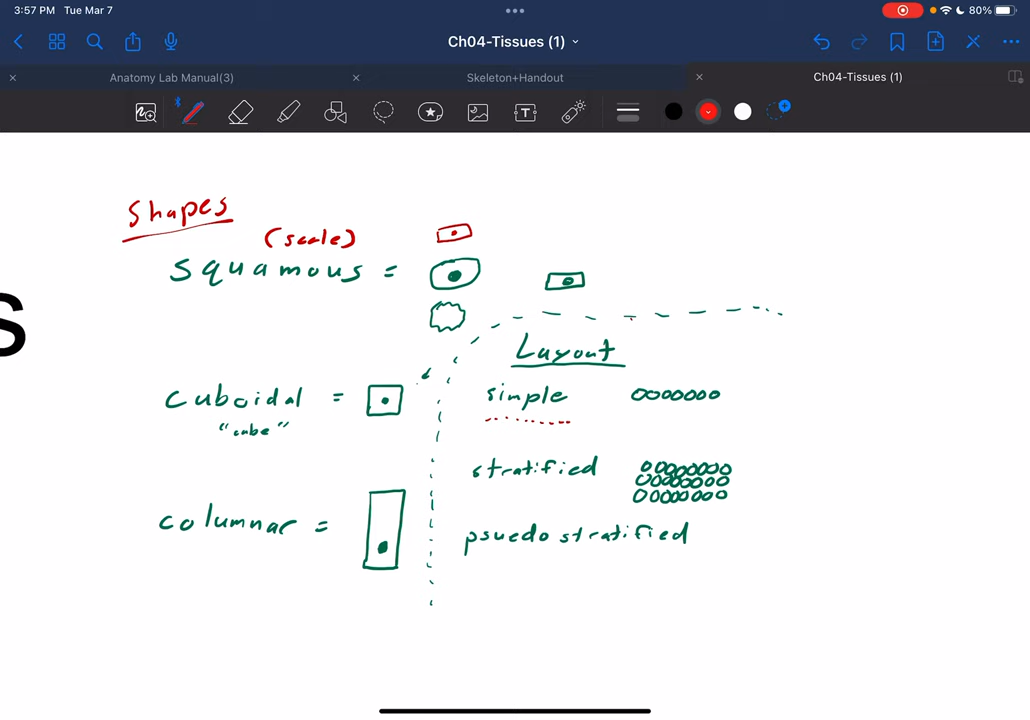 3:57 PM Tue Mar 7
80%
Ch04-Tissues (1)
Anatomy Lab Manual(3)
Skeleton+Handout
Ch04-Tissues (1)
T
s
Shapes
(scale)
squamous =
Layout
cuboidal =
"cube"
simple
stratified
columnar =
psuedo stratified